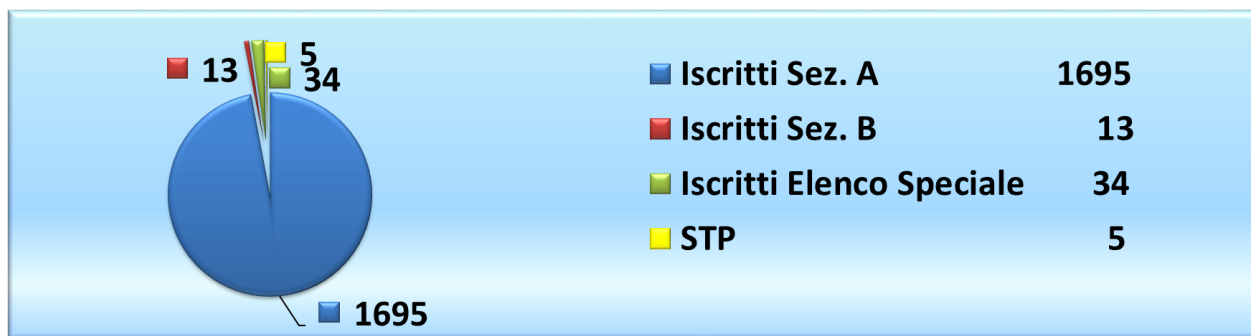 5
13
34
1695
Iscritti Sez. A 1695
Iscritti Sez. B 13
Iscritti Elenco Speciale 34
STP 5